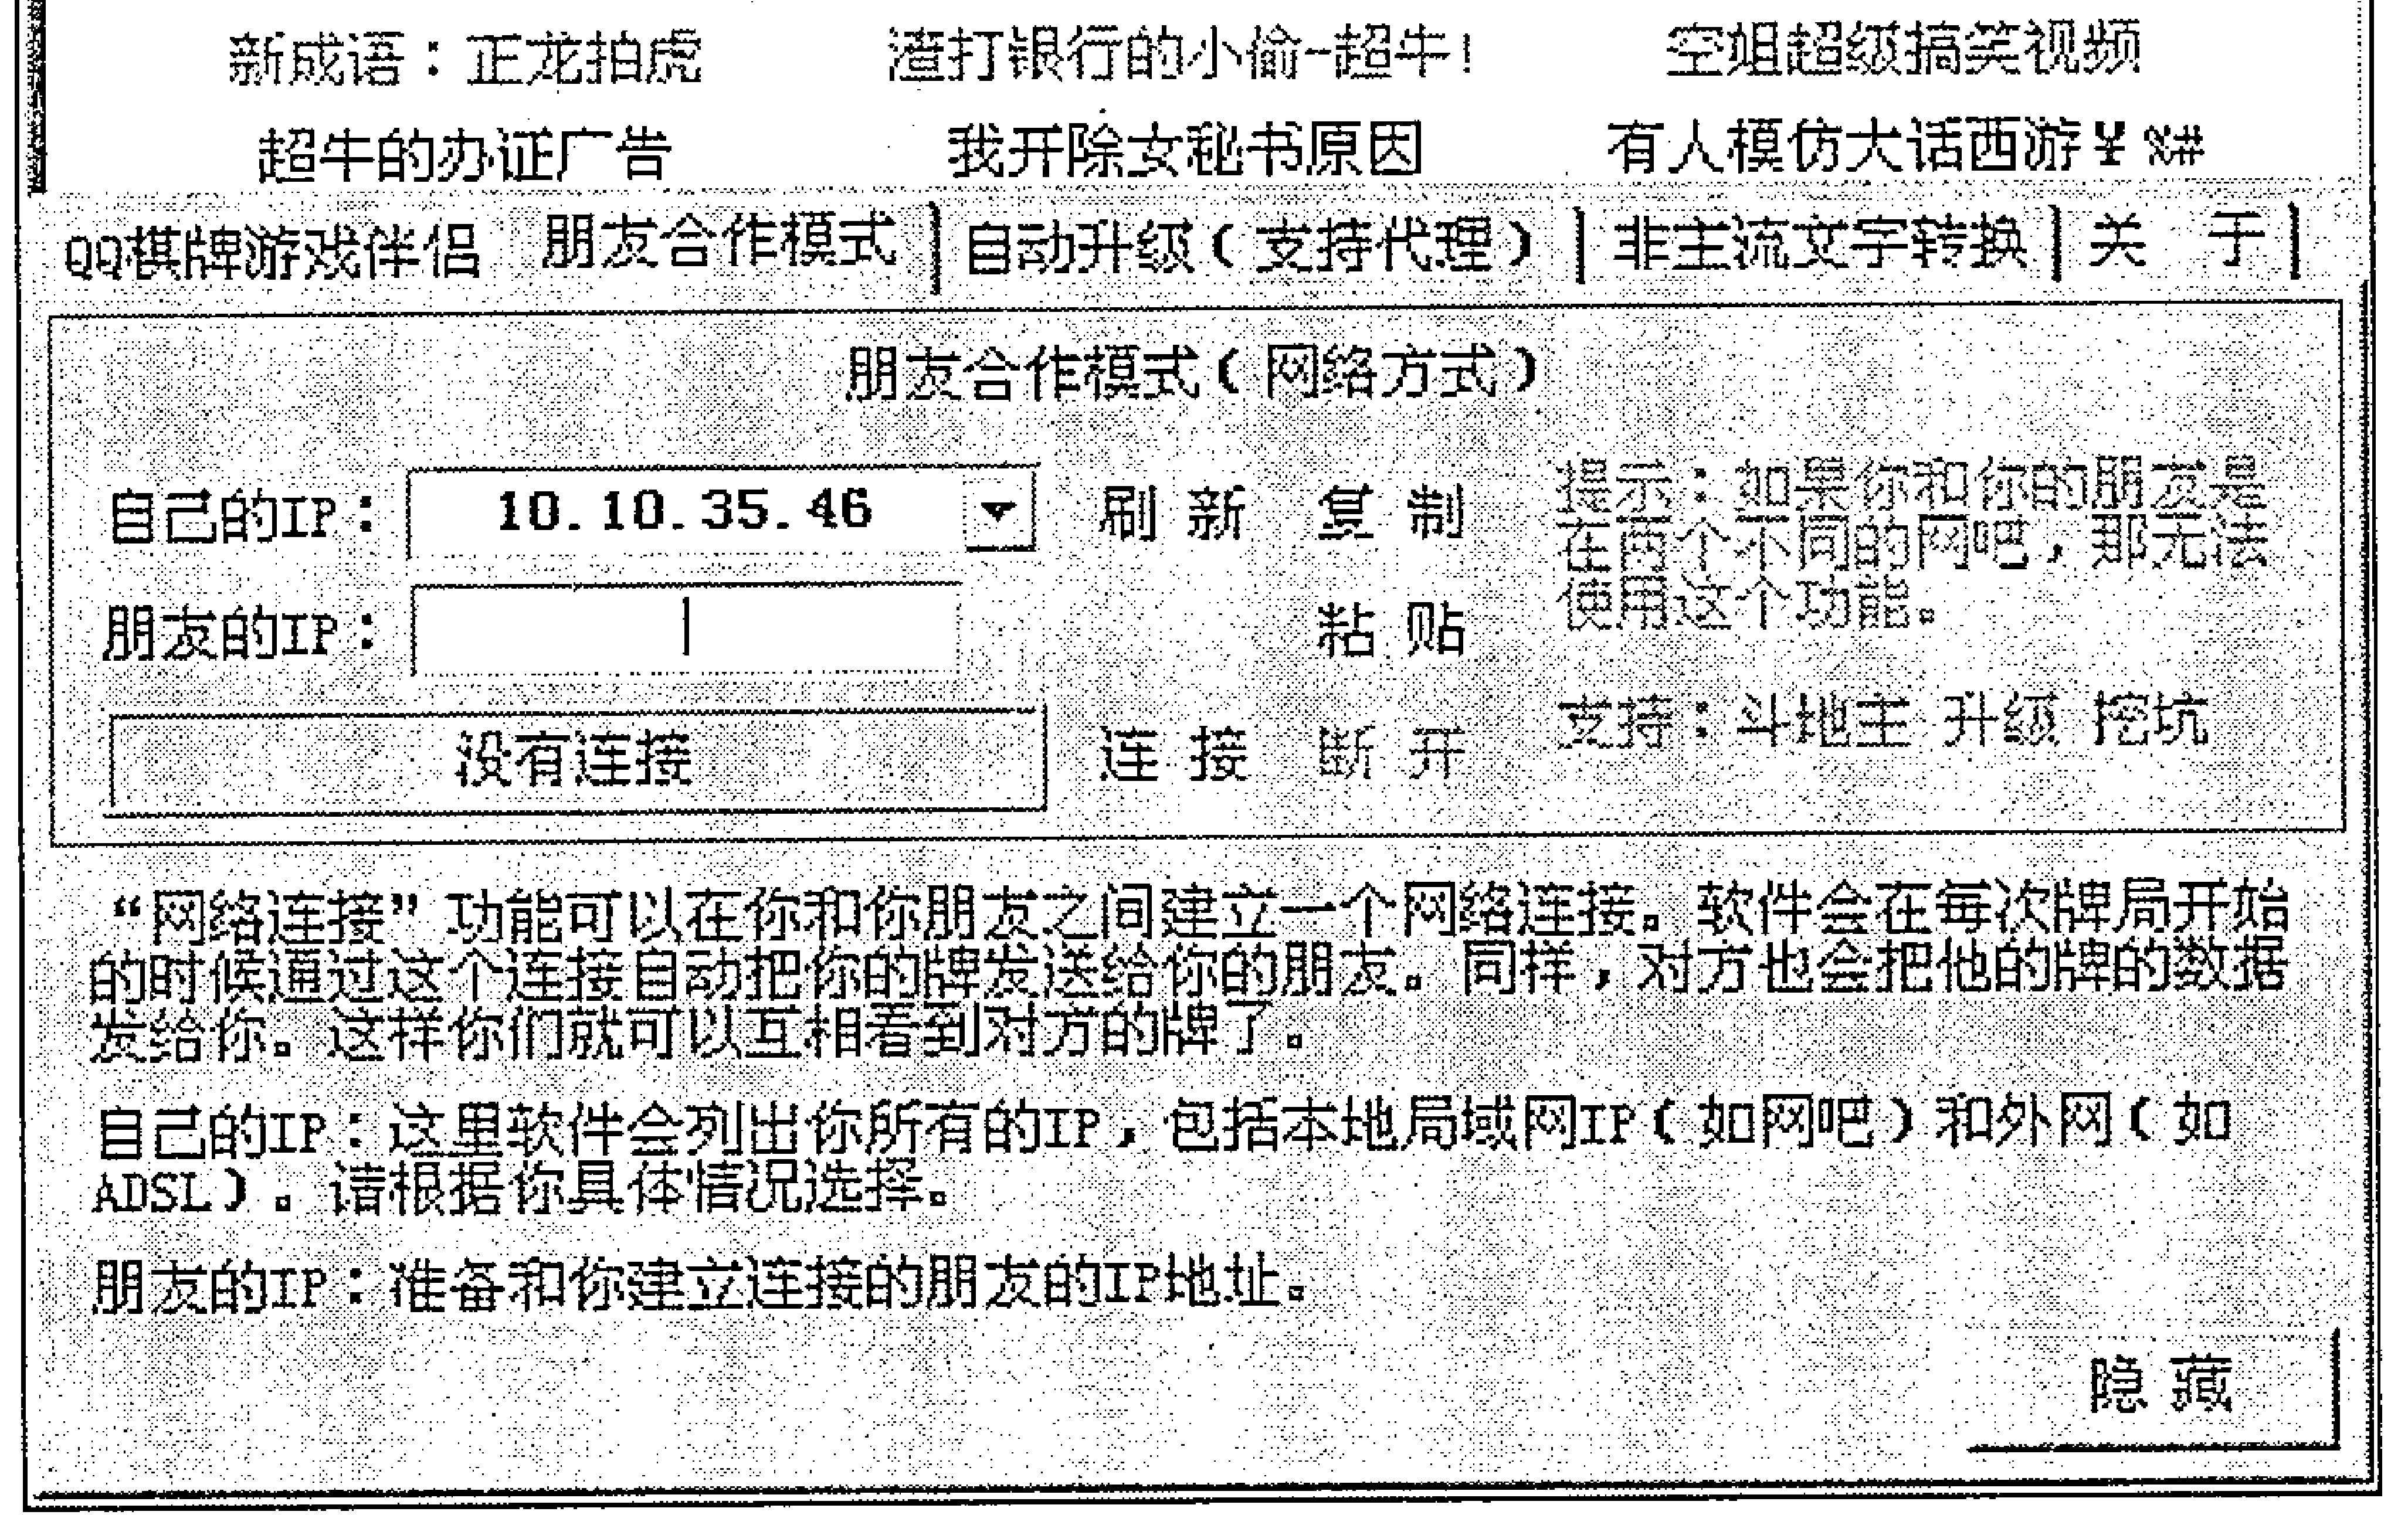 新成语：正龙拍虎 渣打银行的小偷-超牛！ 空姐超级搞笑视频
超牛的办证广告 我开除女秘书原因 有人模仿大话西游￥%#
QQ棋牌游戏伴侣 朋友合作模式 自动升级(支持代理) 非主流文字转换 关 于
朋友合作模式(网络方式)
自己的IP： 10.10.35.46 刷 新 复 制
提示：如果你和你的朋友是
在两个不同的网吧，那无法
使用这个功能。
朋友的IP： 粘 贴
没有连接 连 接 断 开 支持：斗地主 升级 挖坑
“网络连接”功能可以在你和你朋友之间建立一个网络连接。软件会在每次牌局开始
的时候通过这个连接自动把你的牌发送给你的朋友。同样，对方也会把他的牌的数据
发给你。这样你们就可以互相看到对方的牌了。
自己的IP：这里软件会列出你所有的IP，包括本地局域网IP(如网吧)和外网(如
ADSL)。请根据你具体情况选择。
朋友的IP：准备和你建立连接的朋友的IP地址。
隐 藏